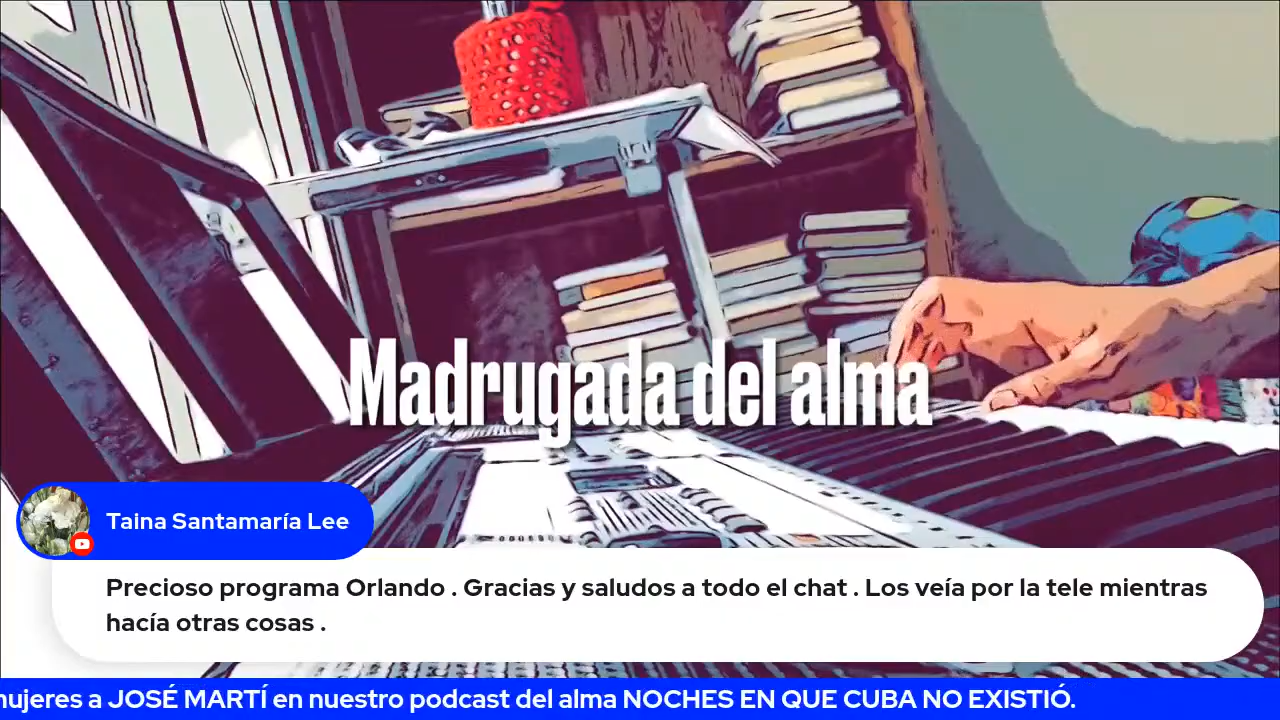 Madrugada del alma
Taina Santamaría Lee
Precioso programa Orlando . Gracias y saludos a todo el chat . Los veía por la tele mientras
hacía otras cosas .
a JOSÉ MARTÍ en nuestro podcast del alma NOCHES EN QUE CUBA NO EXISTIÓ.